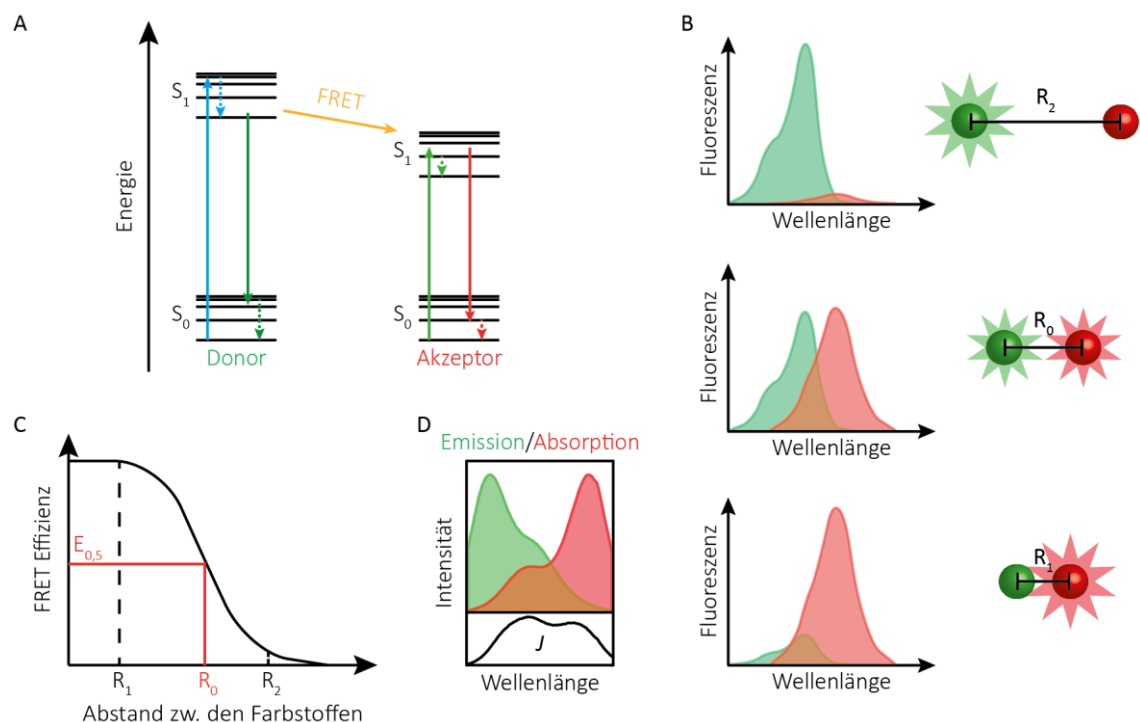 A
Energie
S1
FRET
S1
S0
S0
Donor
Akzeptor
B
Fluoreszenz
Wellenlänge
R2
Fluoreszenz
Wellenlänge
R0
Fluoreszenz
Wellenlänge
R1
C
FRET Effizienz
E0,5
R1
R0
R2
Abstand zw. den Farbstoffen
D
Emission/Absorption
Intensität
J
Wellenlänge